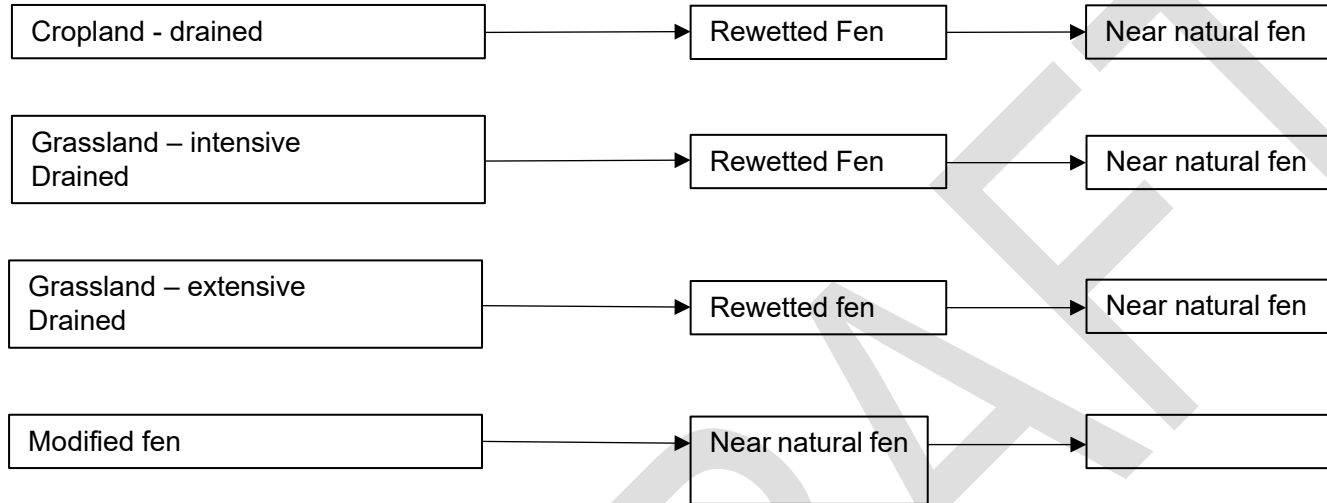 Cropland - drained
Rewetted Fen
Near natural fen
Grassland – intensive
Drained
Rewetted Fen
Near natural fen
Grassland – extensive
Drained
Rewetted fen
Near natural fen
Modified fen
Near natural fen
DRAFT